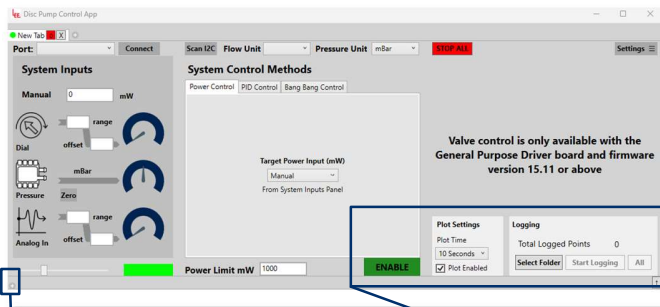 LEE. Disc Pump Control App
New Tab X
Port: Connect Scan I2C Flow Unit Pressure Unit mBar STOP ALL Settings
System Inputs
System Control Methods
Power Control PID Control Bang Bang Control
Manual 0 mW
range
Dial
offset
mBar
Pressure
Zero
range
Analog In
offset
Target Power Input (mW)
Manual
From System Inputs Panel
Power Limit mW 1000 ENABLE
Valve control is only available with the
General Purpose Driver board and firmware
version 15.11 or above
Plot Settings
Plot Time
10 Seconds
Plot Enabled
Logging
Total Logged Points 0
Select Folder Start Logging All